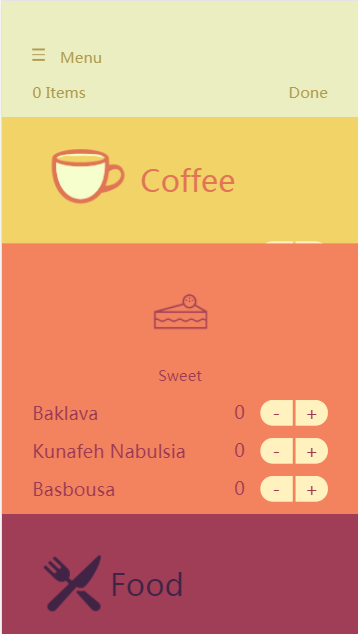 ☰ Menu
0 Items Done
Coffee
Sweet
Baklava 0 - +
Kunafeh Nabulsia 0 - +
Basbousa 0 - +
Food